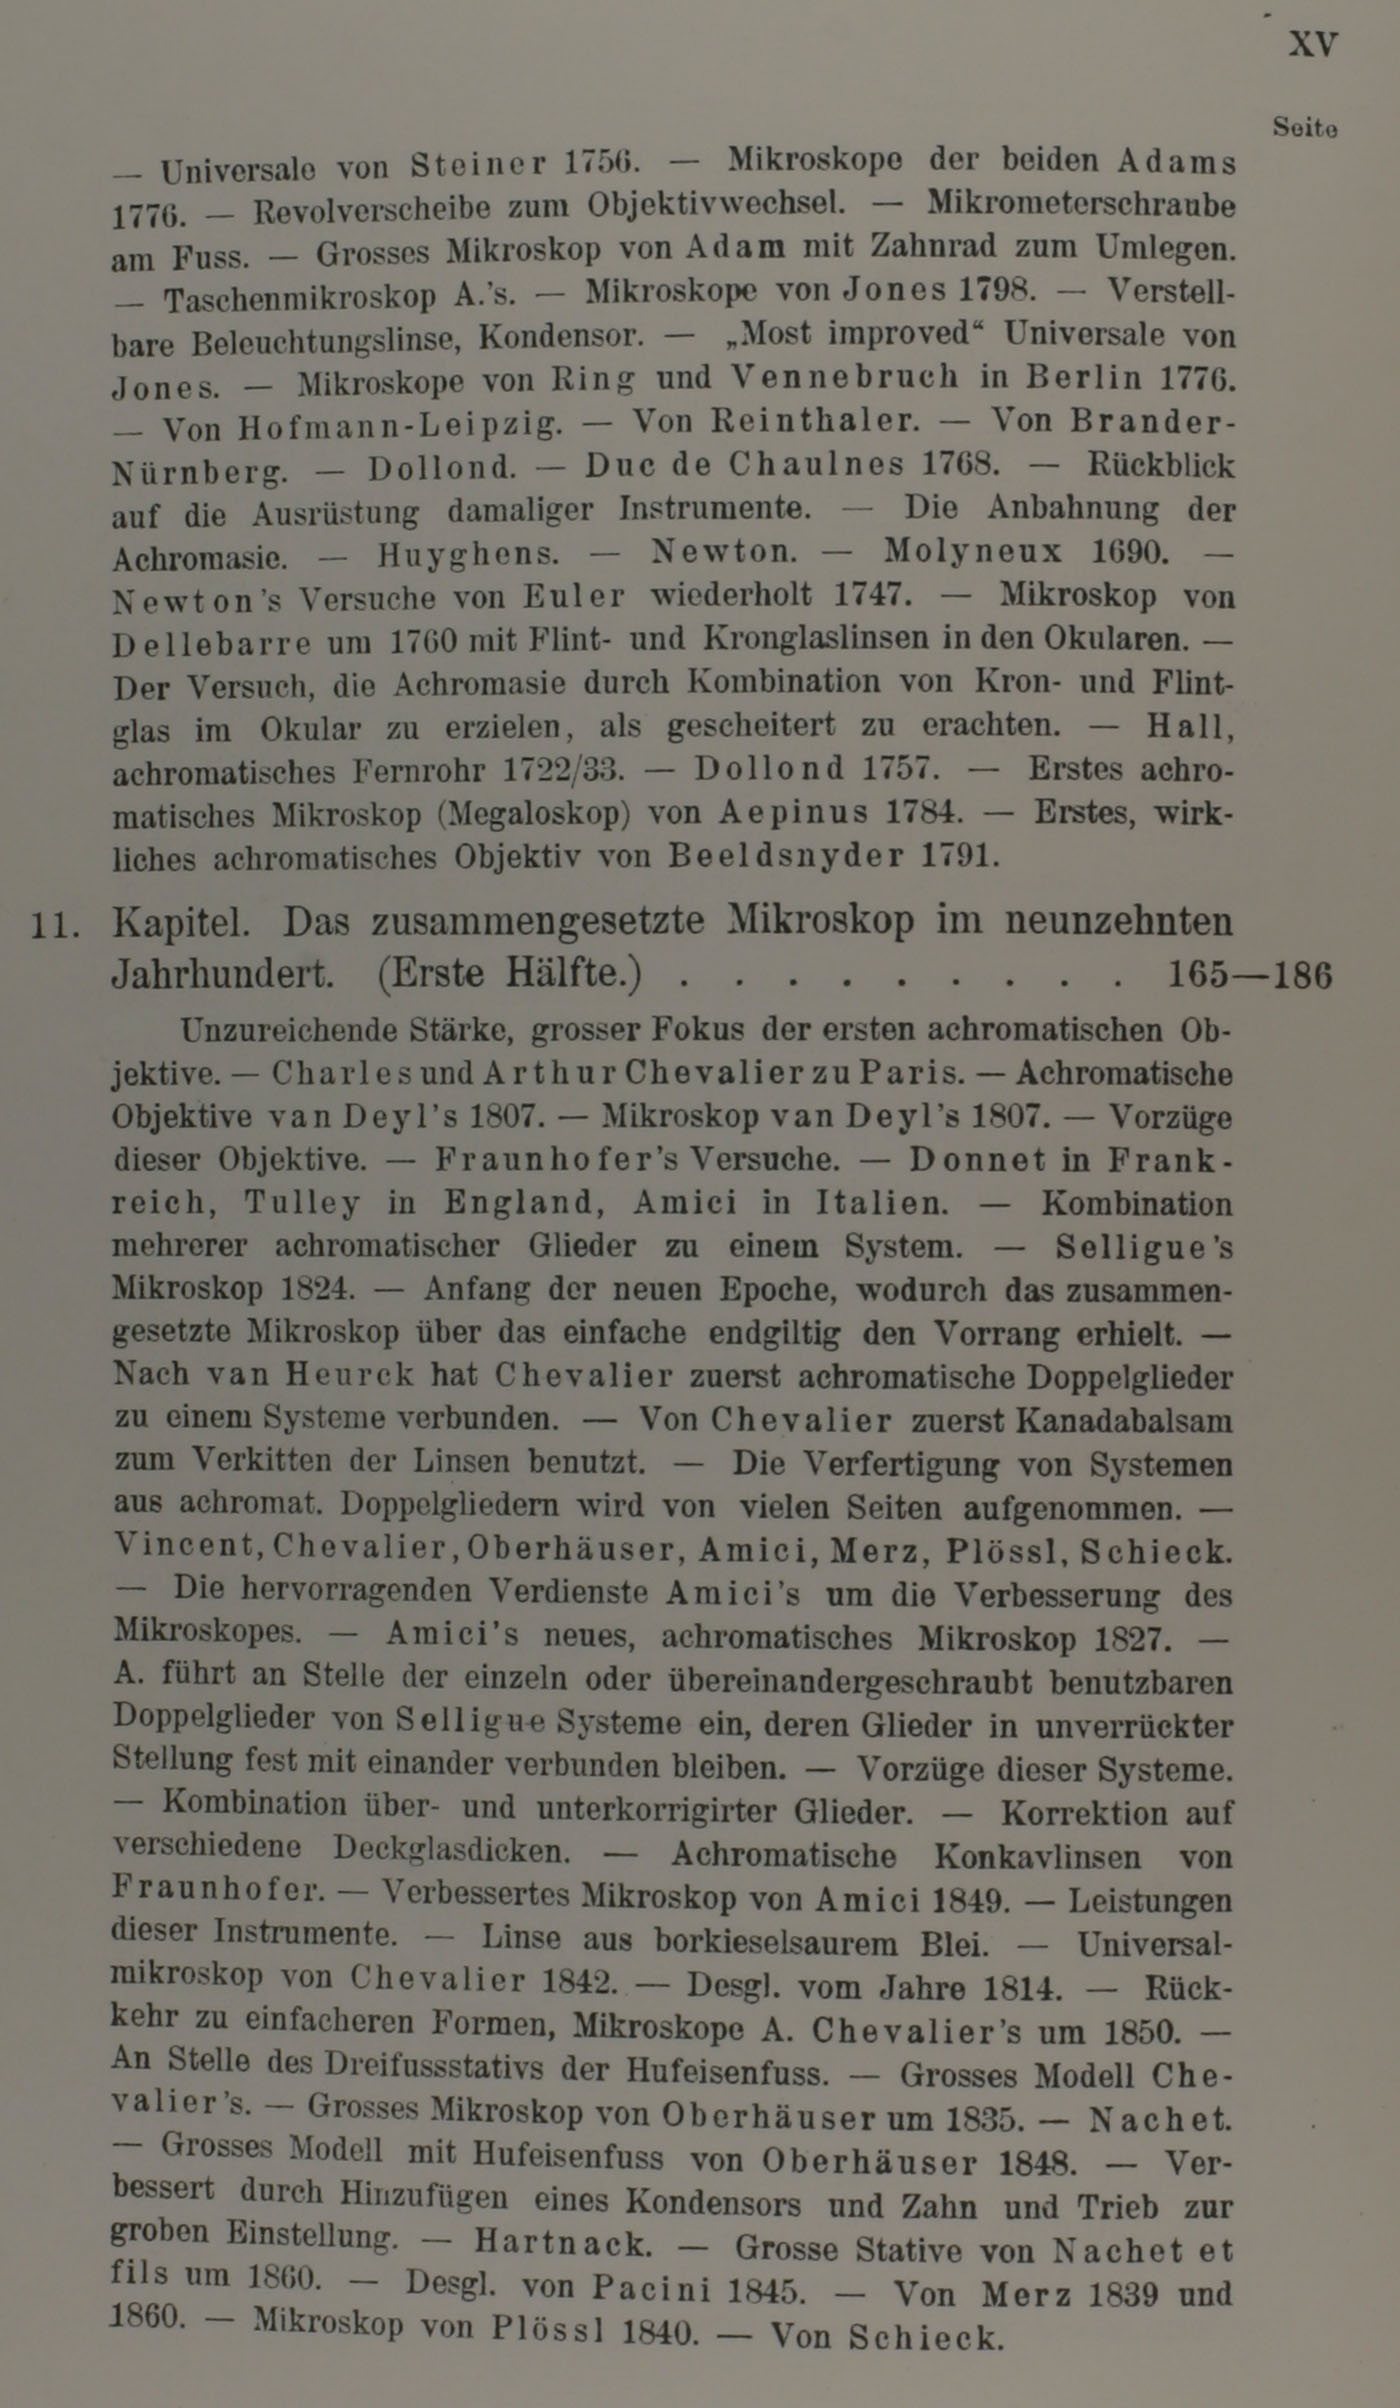 XV
Seite
— Universale von Steiner 1756. — Mikroskope der beiden Adams
1776. — Revolverscheibe zum Objektivwechsel. — Mikrometerschraube
am Fuss. — Grosses Mikroskop von Adam mit Zahnrad zum Umlegen.
— Taschenmikroskop A.'s. — Mikroskope von Jones 1798. — Verstell-
bare Beleuchtungslinse, Kondensor. — „Most improved“ Universale von
Jones. — Mikroskope von Ring und Vennebruch in Berlin 1776.
— Von Hofmann-Leipzig. — Von Reinthaler. — Von Brander-
Nürnberg. — Dollond. — Duc de Chaulnes 1768. — Rückblick
auf die Ausrüstung damaliger Instrumente. — Die Anbahnung der
Achromasie. — Huyghens. — Newton. — Molyneux 1690. —
Newton's Versuche von Euler wiederholt 1747. — Mikroskop von
Dellebarre um 1760 mit Flint- und Kronglaslinsen in den Okularen. —
Der Versuch, die Achromasie durch Kombination von Kron- und Flint-
glas im Okular zu erzielen, als gescheitert zu erachten. — Hall,
achromatisches Fernrohr 1722/33. — Dollond 1757. — Erstes achro-
matisches Mikroskop (Megaloskop) von Aepinus 1784. — Erstes, wirk-
liches achromatisches Objektiv von Beeldsnyder 1791.
11. Kapitel. Das zusammengesetzte Mikroskop im neunzehnten
Jahrhundert. (Erste Hälfte.) . . . . . . . . . 165—186
Unzureichende Stärke, grosser Fokus der ersten achromatischen Ob-
jektive. — Charles und Arthur Chevalier zu Paris. — Achromatische
Objektive van Deyl's 1807. — Mikroskop van Deyl's 1807. — Vorzüge
dieser Objektive. — Fraunhofer's Versuche. — Donnet in Frank-
reich, Tulley in England, Amici in Italien. — Kombination
mehrerer achromatischer Glieder zu einem System. — Selligue's
Mikroskop 1824. — Anfang der neuen Epoche, wodurch das zusammen-
gesetzte Mikroskop über das einfache endgiltig den Vorrang erhielt. —
Nach van Heurck hat Chevalier zuerst achromatische Doppelglieder
zu einem Systeme verbunden. — Von Chevalier zuerst Kanadabalsam
zum Verkitten der Linsen benutzt. — Die Verfertigung von Systemen
aus achromat. Doppelgliedern wird von vielen Seiten aufgenommen. —
Vincent, Chevalier, Oberhäuser, Amici, Merz, Plössl, Schieck.
— Die hervorragenden Verdienste Amici's um die Verbesserung des
Mikroskopes. — Amici's neues, achromatisches Mikroskop 1827. —
A. führt an Stelle der einzeln oder übereinandergeschraubt benutzbaren
Doppelglieder von Selligue Systeme ein, deren Glieder in unverrückter
Stellung fest mit einander verbunden bleiben. — Vorzüge dieser Systeme.
— Kombination über- und unterkorrigirter Glieder. — Korrektion auf
verschiedene Deckglasdicken. — Achromatische Konkavlinsen von
Fraunhofer. — Verbessertes Mikroskop von Amici 1849. — Leistungen
dieser Instrumente. — Linse aus borkieselsaurem Blei. — Universal-
mikroskop von Chevalier 1842. — Desgl. vom Jahre 1814. — Rück-
kehr zu einfacheren Formen, Mikroskope A. Chevalier's um 1850. —
An Stelle des Dreifussstativs der Hufeisenfuss. — Grosses Modell Che-
valier's. — Grosses Mikroskop von Oberhäuser um 1835. — Nachet.
— Grosses Modell mit Hufeisenfuss von Oberhäuser 1848. — Ver-
bessert durch Hinzufügen eines Kondensors und Zahn und Trieb zur
groben Einstellung. — Hartnack. — Grosse Stative von Nachet et
fils um 1860. — Desgl. von Pacini 1845. — Von Merz 1839 und
1860. — Mikroskop von Plössl 1840. — Von Schieck.